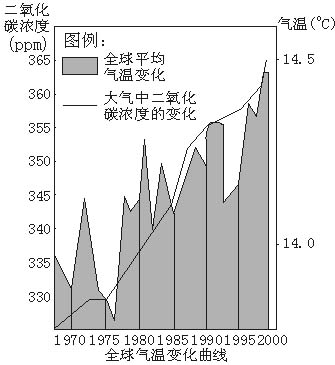 二氧化
碳浓度
(ppm)
气温(℃)
图例：
全球平均
气温变化
大气中二氧化
碳浓度的变化
365
360
355
350
345
340
335
330
14.5
14.0
1970 1975 1980 1985 1990 1995 2000
全球气温变化曲线